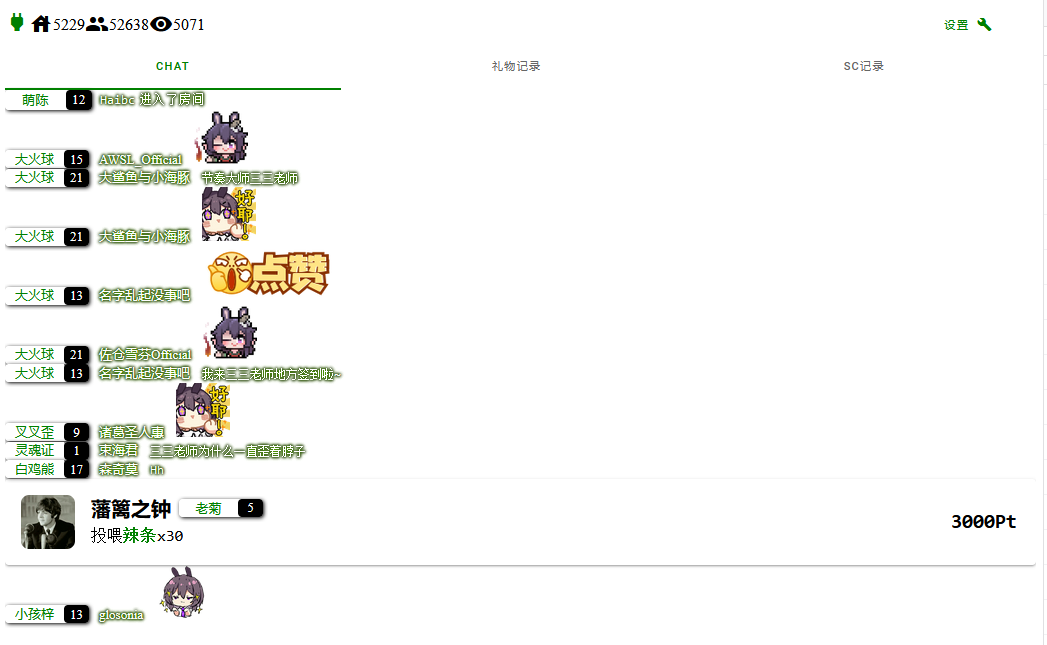 5229 52638 5071 设置
CHAT 礼物记录 SC记录
萌陈 12 Haibc 进入了房间
大火球 15 AWSL_Official
大火球 21 大鲨鱼与小海豚 节奏大师三三老师
好耶!
大火球 21 大鲨鱼与小海豚
点赞
大火球 13 名字乱起没事吧
大火球 21 佐仓雪芬Official
大火球 13 名字乱起没事吧 我来三三老师地方签到啦~
好耶!
叉叉歪 9 诸葛圣人惠
灵魂证 1 束海君 三三老师为什么一直歪着脖子
白鸡熊 17 森奇莫 Hh
藩篱之钟 老菊 5
投喂辣条x30
3000Pt
小孩梓 13 glosonia